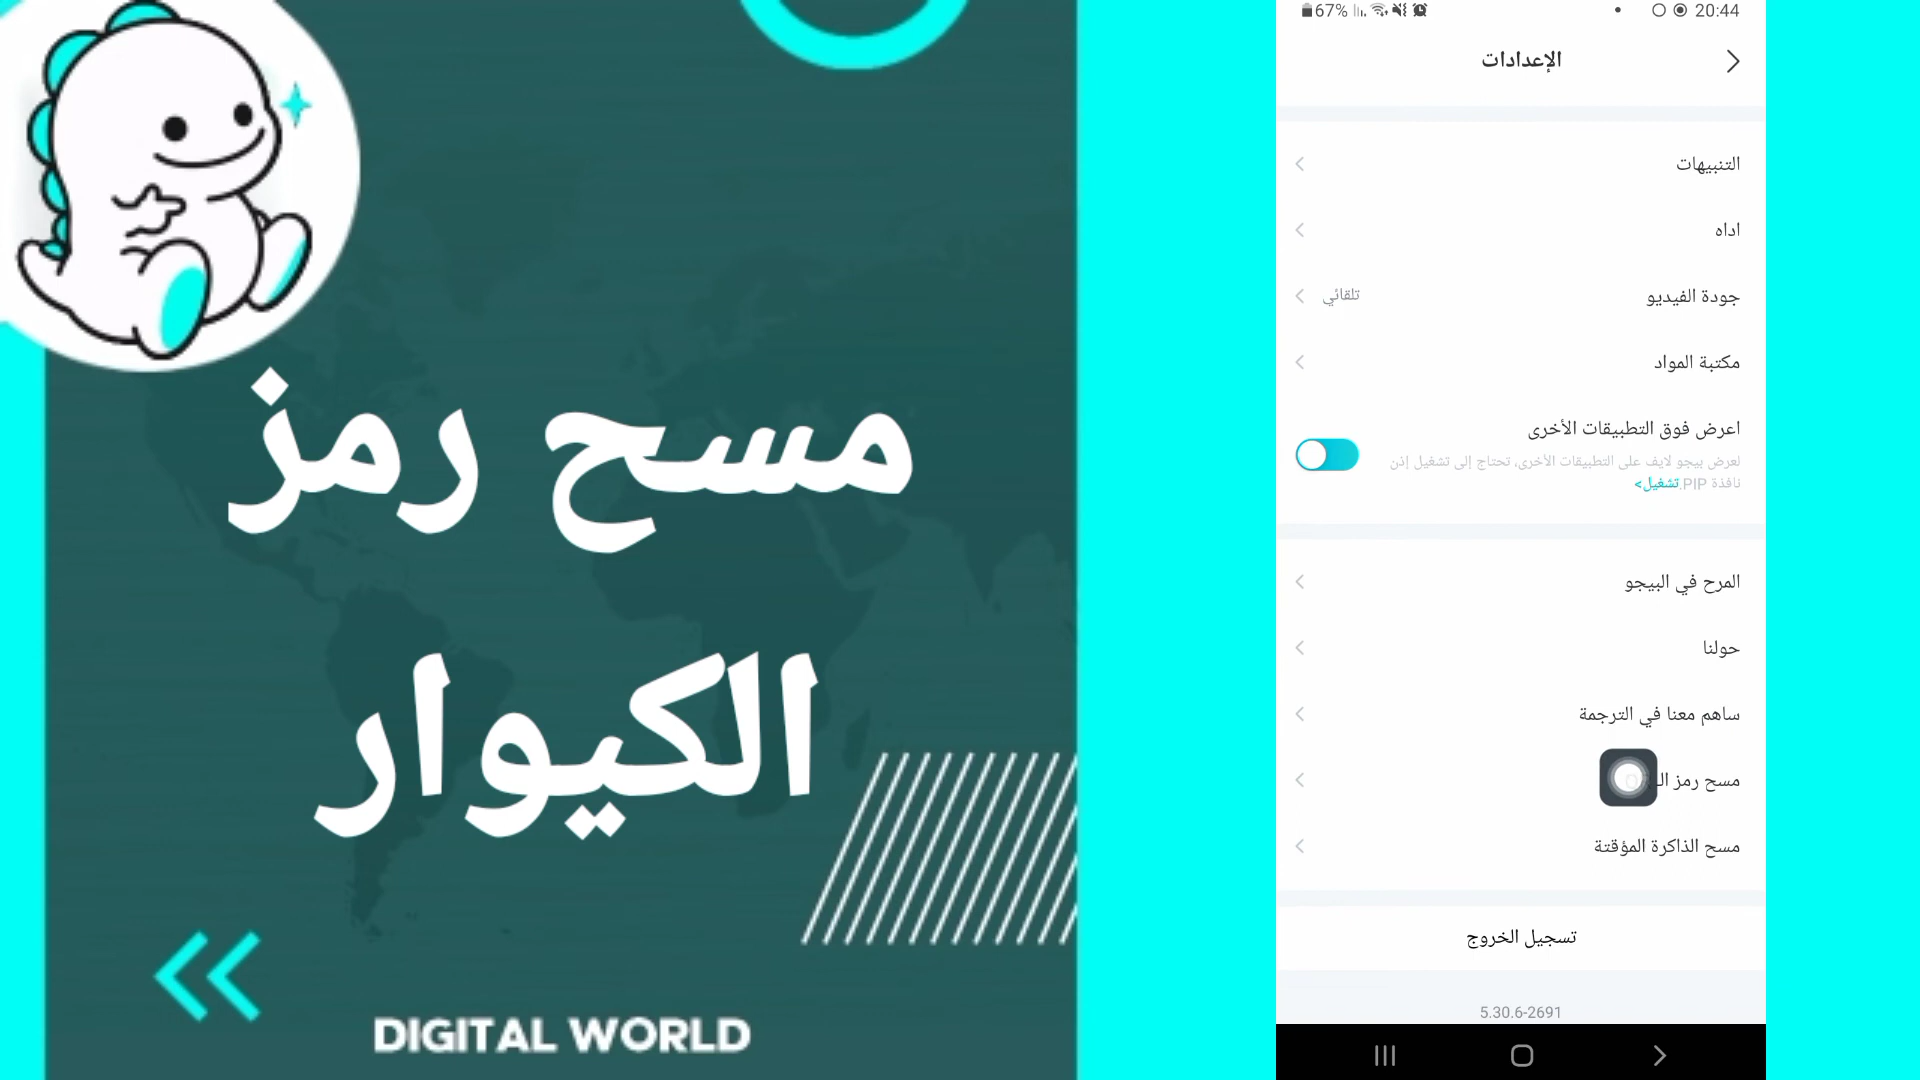 مسح رمز
الكيوار
DIGITAL WORLD
67%
20:44
الإعدادات
التنبيهات
اداه
جودة الفيديو
تلقائي
مكتبة المواد
اعرض فوق التطبيقات الأخرى
لعرض بيجو لايف على التطبيقات الأخرى، تحتاج إلى تشغيل إذن
نافذة PIP.تشغيل>
المرح في البيجو
حولنا
ساهم معنا في الترجمة
مسح رمز
مسح الذاكرة المؤقتة
تسجيل الخروج
5.30.6-2691